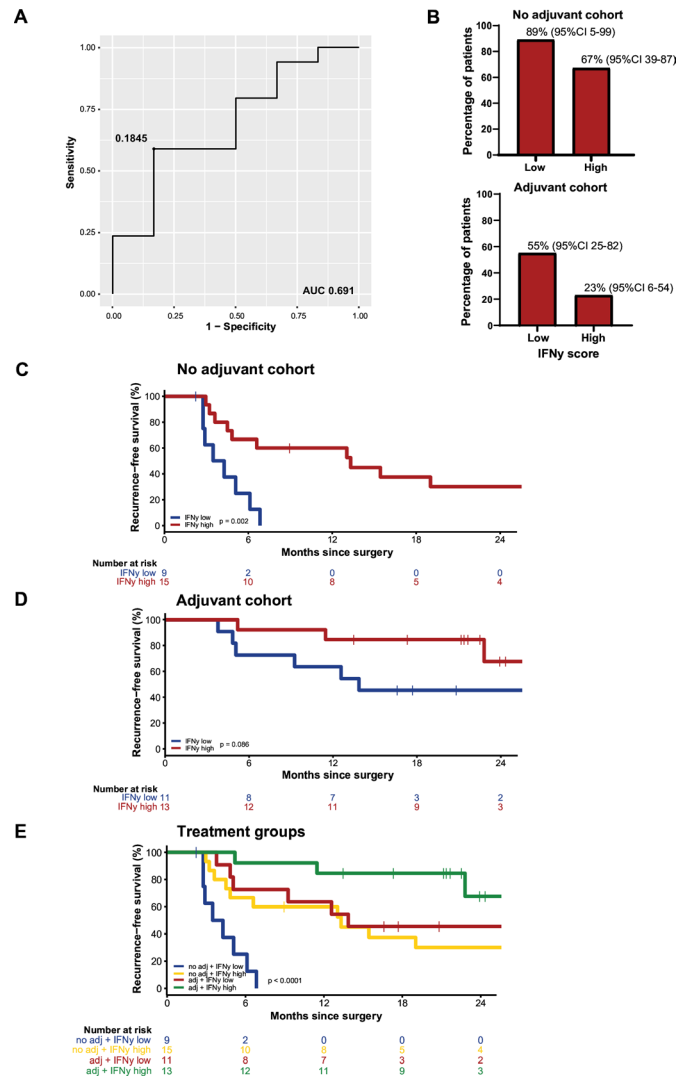 A
1.00
0.75
0.50
0.25
0.00
Sensitivity
0.1845
AUC 0.691
0.00 0.25 0.50 0.75 1.00
1 − Specificity
B
No adjuvant cohort
Percentage of patients
100
80
60
40
20
0
89% (95%CI 5-99)
67% (95%CI 39-87)
Low High
Adjuvant cohort
Percentage of patients
100
80
60
40
20
0
55% (95%CI 25-82)
23% (95%CI 6-54)
Low High
IFNy score
C
No adjuvant cohort
Recurrence−free survival (%)
100
80
60
40
20
0
IFNy low
IFNy high
p = 0.002
0 6 12 18 24
Months since surgery
Number at risk
IFNy low 9 2 0 0 0
IFNy high 15 10 8 5 4
D
Adjuvant cohort
Recurrence−free survival (%)
100
80
60
40
20
0
IFNy low
IFNy high
p = 0.086
0 6 12 18 24
Months since surgery
Number at risk
IFNy low 11 8 7 3 2
IFNy high 13 12 11 9 3
E
Treatment groups
Recurrence−free survival (%)
100
80
60
40
20
0
no adj + IFNy low
no adj + IFNy high
adj + IFNy low
adj + IFNy high
p < 0.0001
0 6 12 18 24
Months since surgery
Number at risk
no adj + IFNy low 9 2 0 0 0
no adj + IFNy high 15 10 8 5 4
adj + IFNy low 11 8 7 3 2
adj + IFNy high 13 12 11 9 3